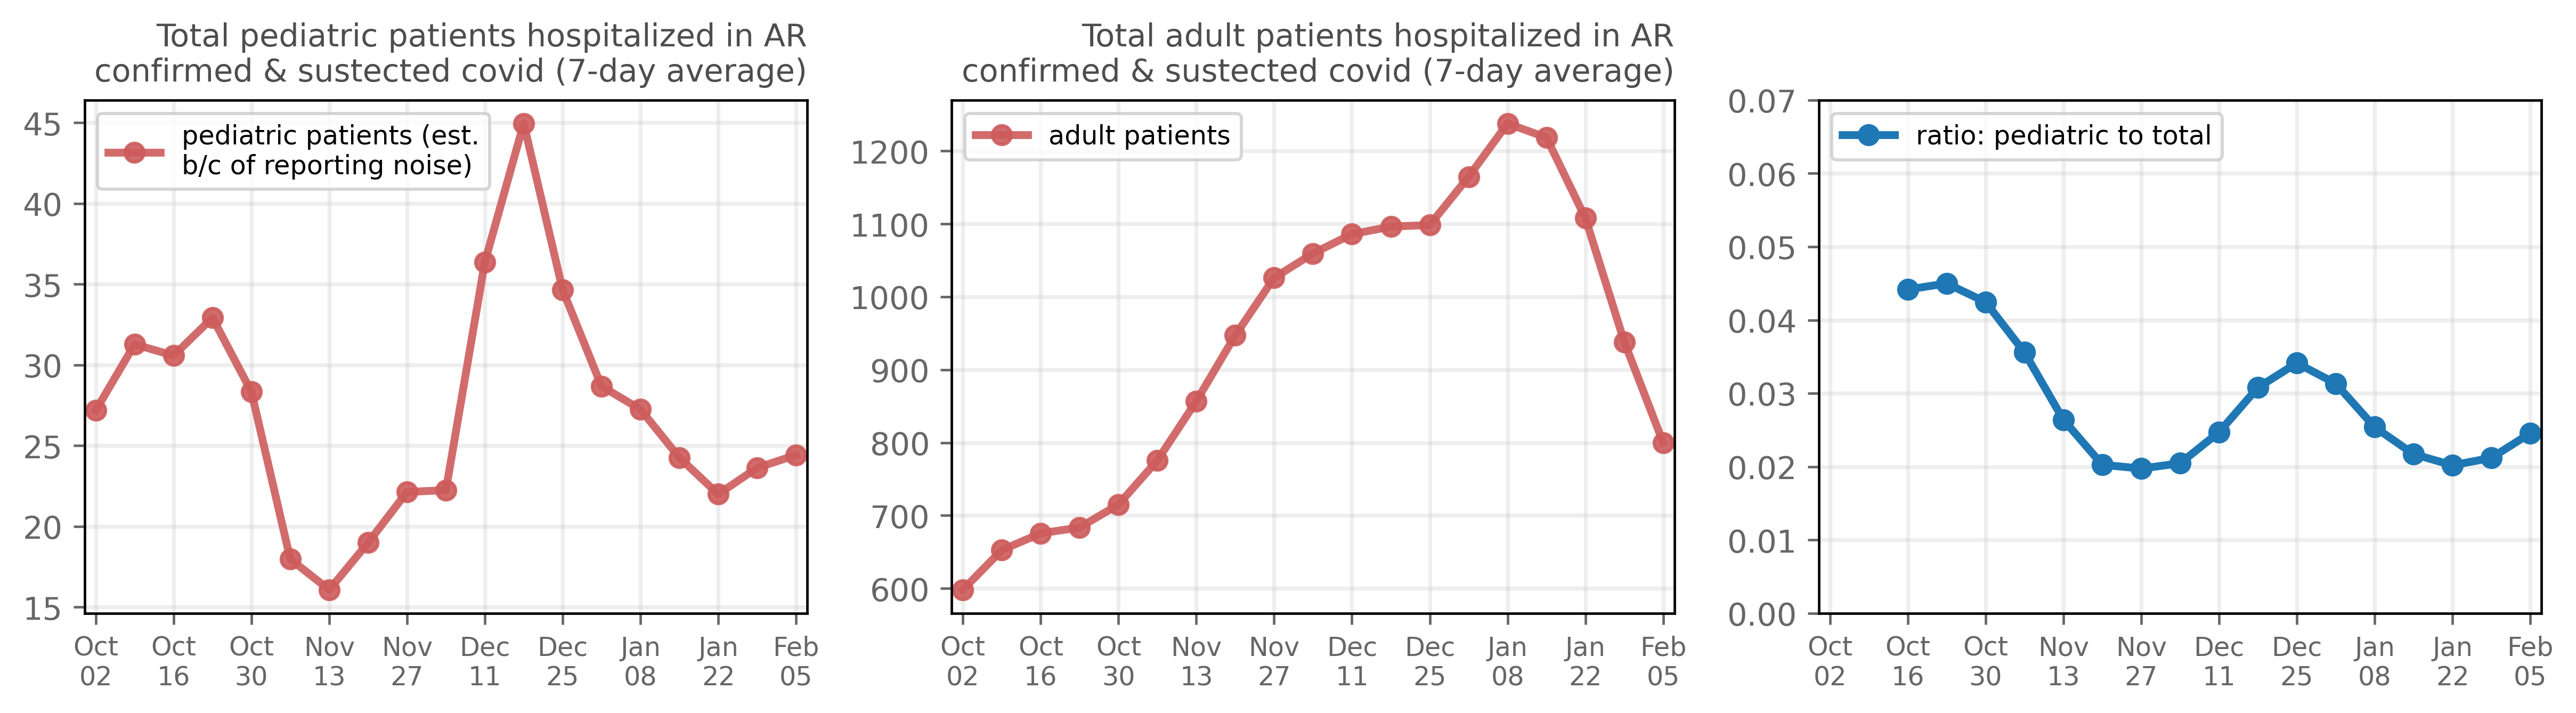 Total pediatric patients hospitalized in AR
confirmed & sustected covid (7-day average)
pediatric patients (est.
b/c of reporting noise)
45
40
35
30
25
20
15
Oct Oct Oct Nov Nov Dec Dec Jan Jan Feb
02 16 30 13 27 11 25 08 22 05
Total adult patients hospitalized in AR
confirmed & sustected covid (7-day average)
adult patients
1200
1100
1000
900
800
700
600
Oct Oct Oct Nov Nov Dec Dec Jan Jan Feb
02 16 30 13 27 11 25 08 22 05
ratio: pediatric to total
0.07
0.06
0.05
0.04
0.03
0.02
0.01
0.00
Oct Oct Oct Nov Nov Dec Dec Jan Jan Feb
02 16 30 13 27 11 25 08 22 05